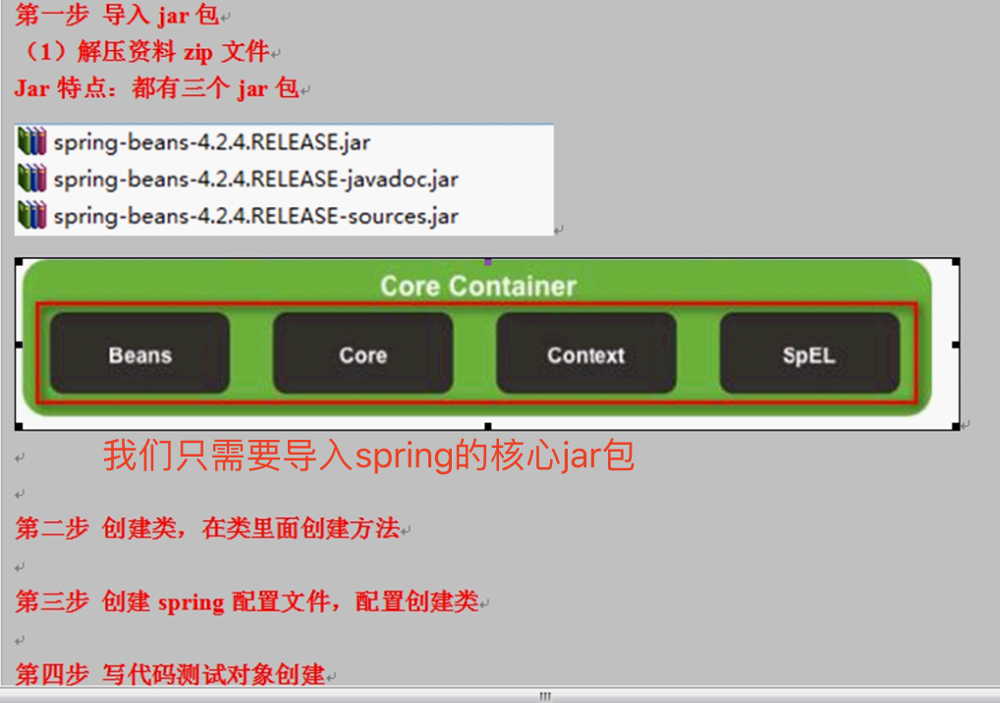 第一步 导入 jar 包
（1）解压资料 zip 文件
Jar 特点：都有三个 jar 包
spring-beans-4.2.4.RELEASE.jar
spring-beans-4.2.4.RELEASE-javadoc.jar
spring-beans-4.2.4.RELEASE-sources.jar
Core Container
Beans Core Context SpEL
我们只需要导入spring的核心jar包
第二步 创建类，在类里面创建方法
第三步 创建 spring 配置文件，配置创建类
第四步 写代码测试对象创建